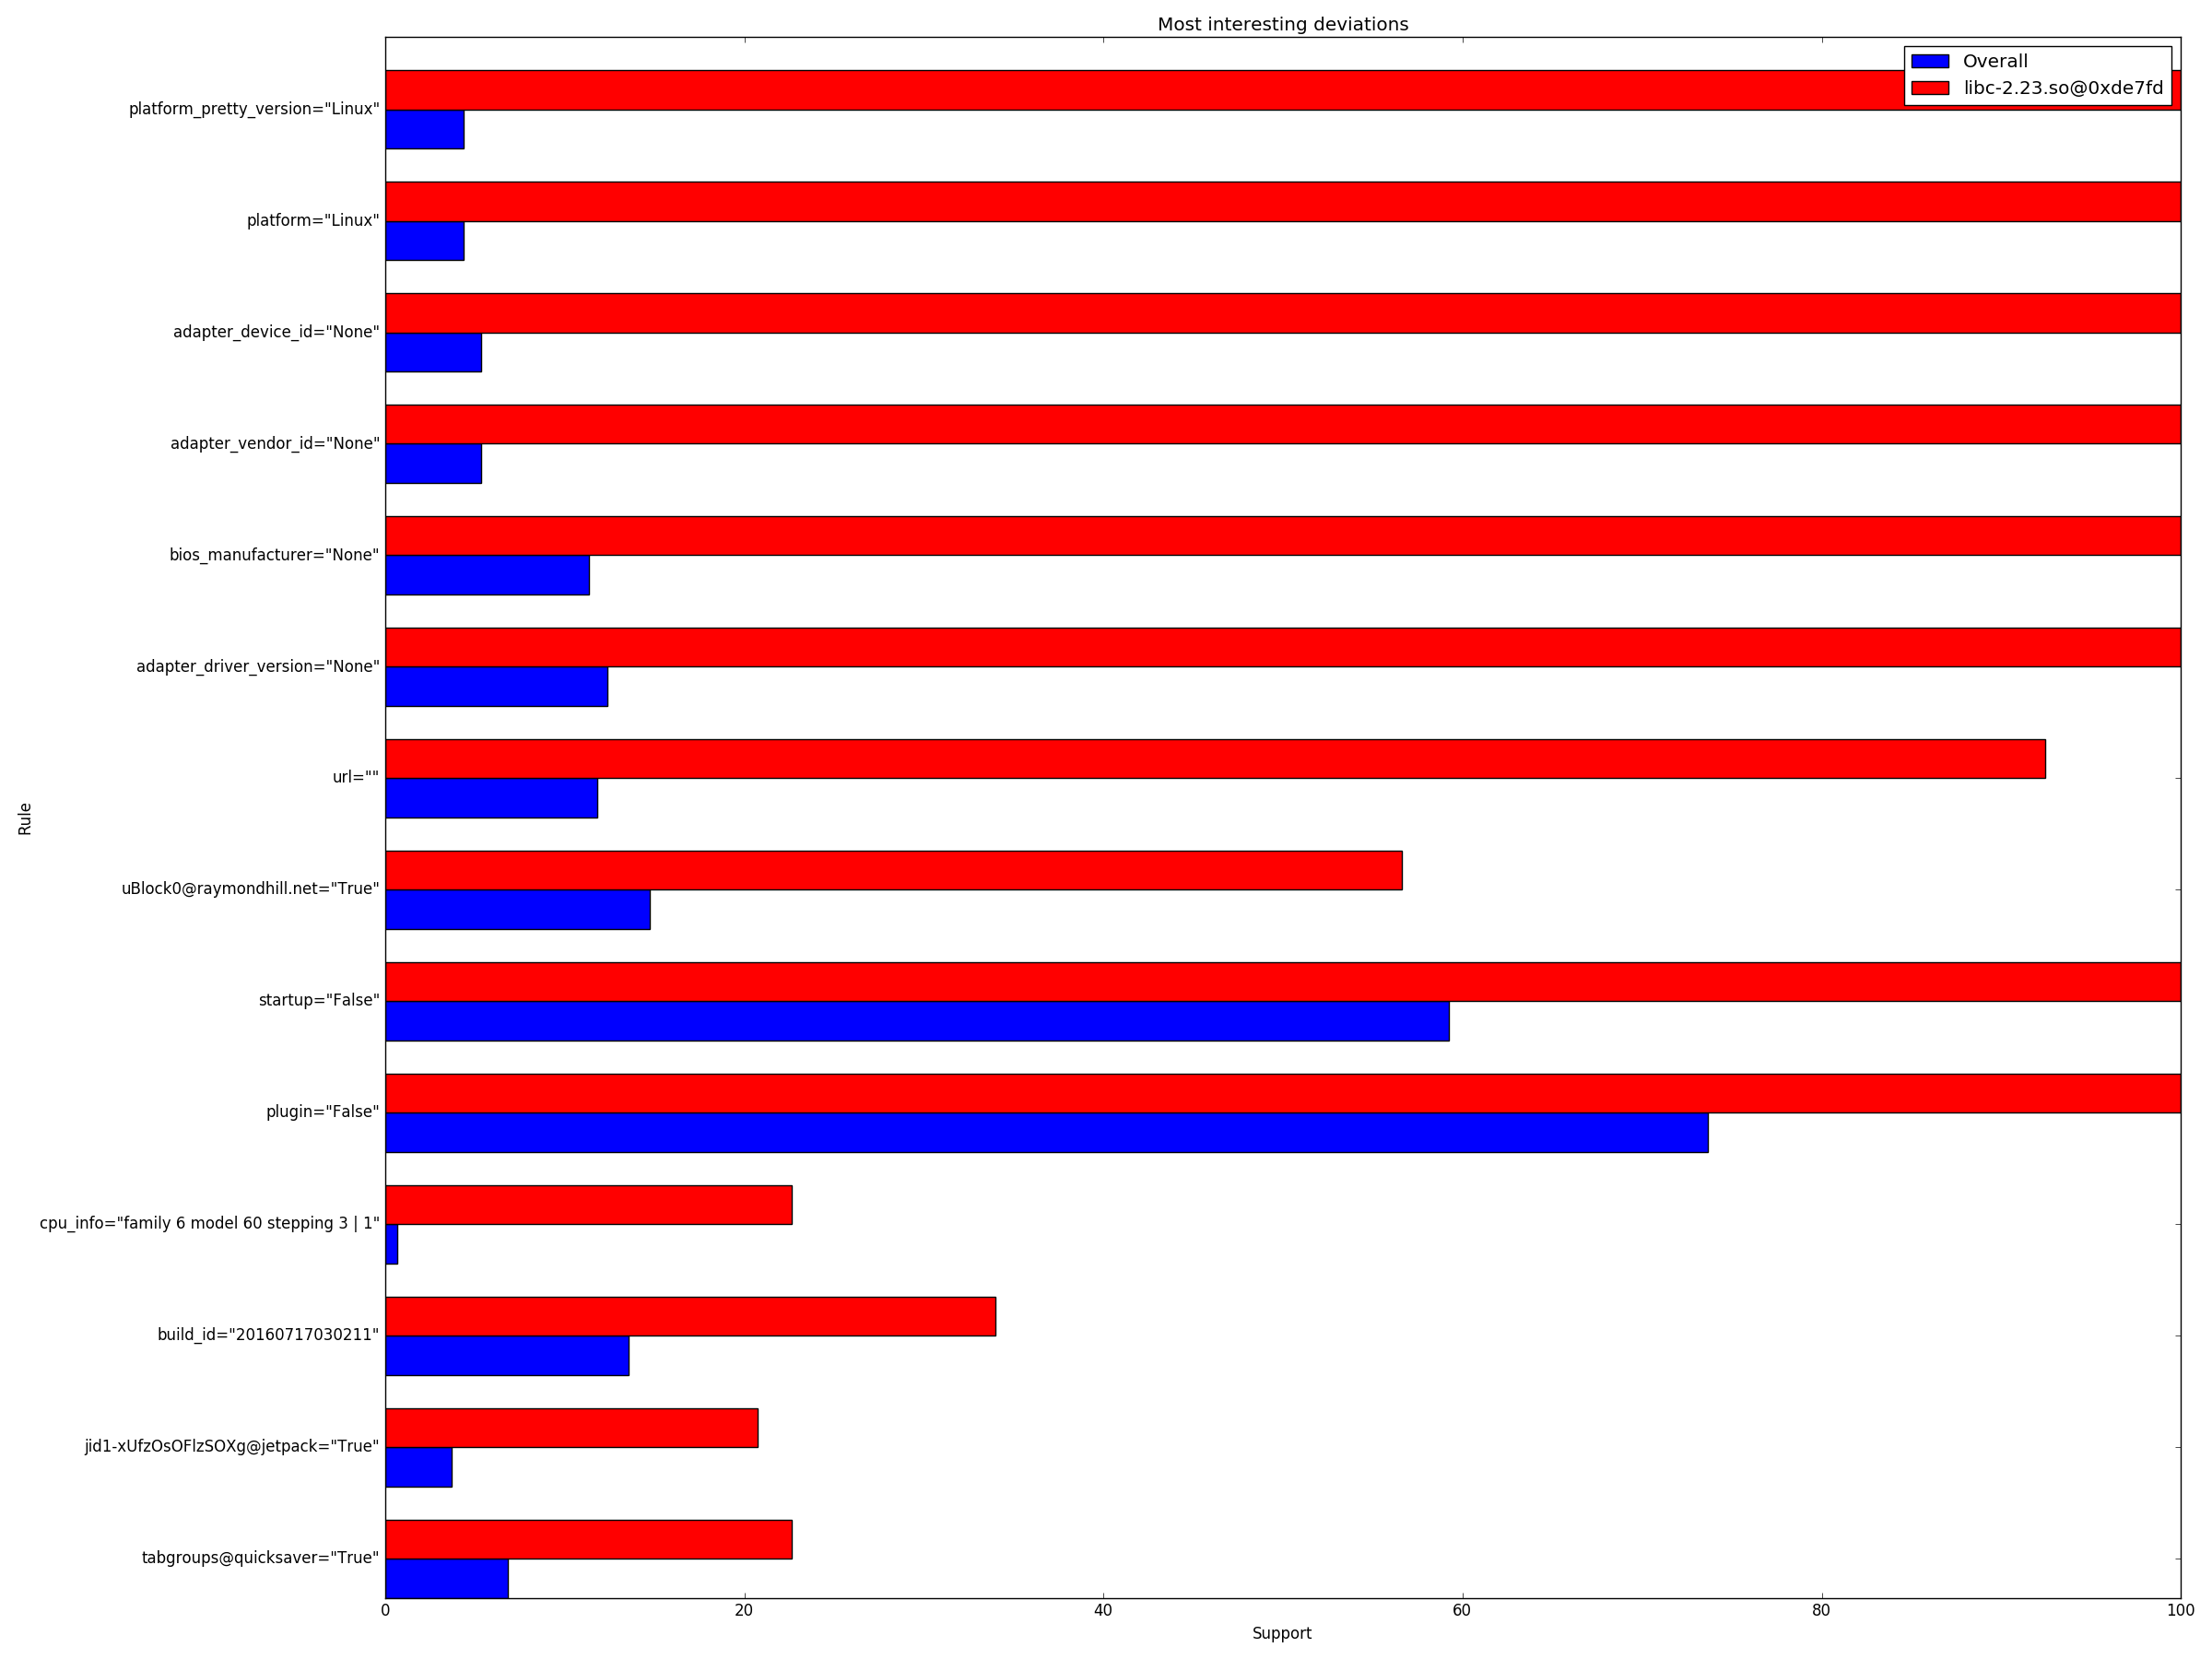 Most interesting deviations
Overall
libc-2.23.so@0xde7fd
platform_pretty_version="Linux"
platform="Linux"
adapter_device_id="None"
adapter_vendor_id="None"
bios_manufacturer="None"
adapter_driver_version="None"
url=""
uBlock0@raymondhill.net="True"
startup="False"
plugin="False"
cpu_info="family 6 model 60 stepping 3 | 1"
build_id="20160717030211"
jid1-xUfzOsOFlzSOXg@jetpack="True"
tabgroups@quicksaver="True"
Rule
0 20 40 60 80 100
Support